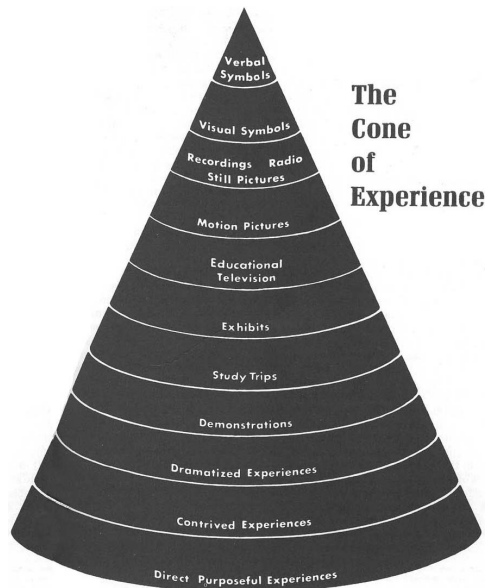 Verbal
Symbols
Visual Symbols
Recordings Radio
Still Pictures
Motion Pictures
Educational
Television
Exhibits
Study Trips
Demonstrations
Dramatized Experiences
Contrived Experiences
Direct Purposeful Experiences
The
Cone
of
Experience